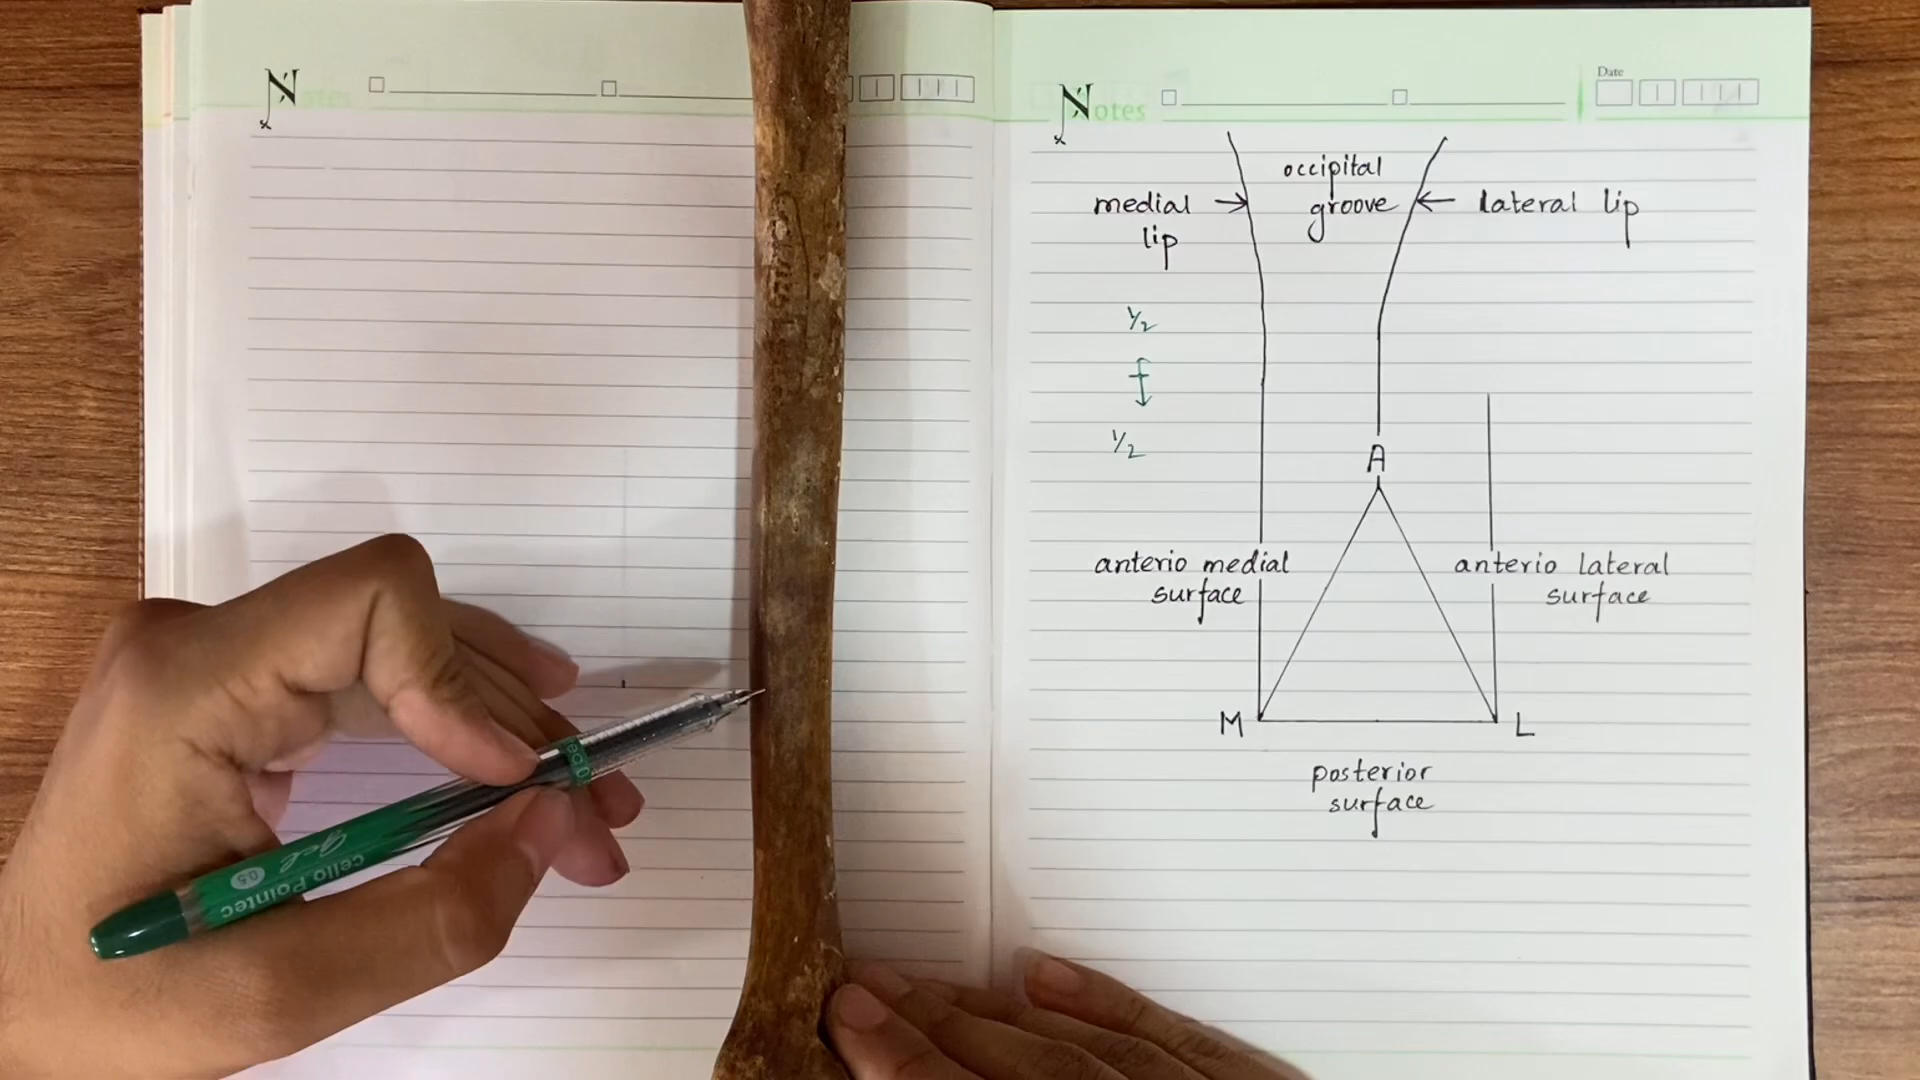 Notes
Notes
Date
occipital
groove
medial
lip
lateral lip
1/2
1/2
A
anterio medial
surface
anterio lateral
surface
M
L
posterior
surface
cello Pointec
gel
0.5